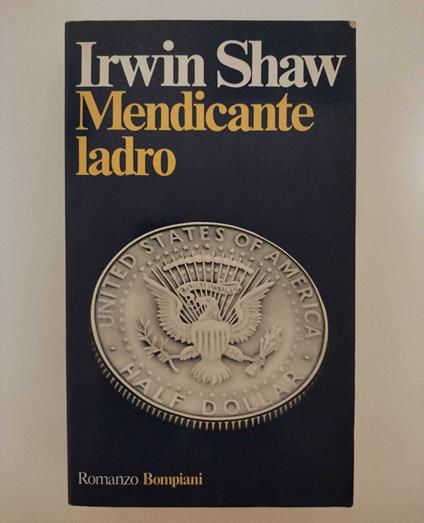 Irwin Shaw
Mendicante
ladro
UNITED STATES OF AMERICA
HALF DOLLAR
Romanzo Bompiani